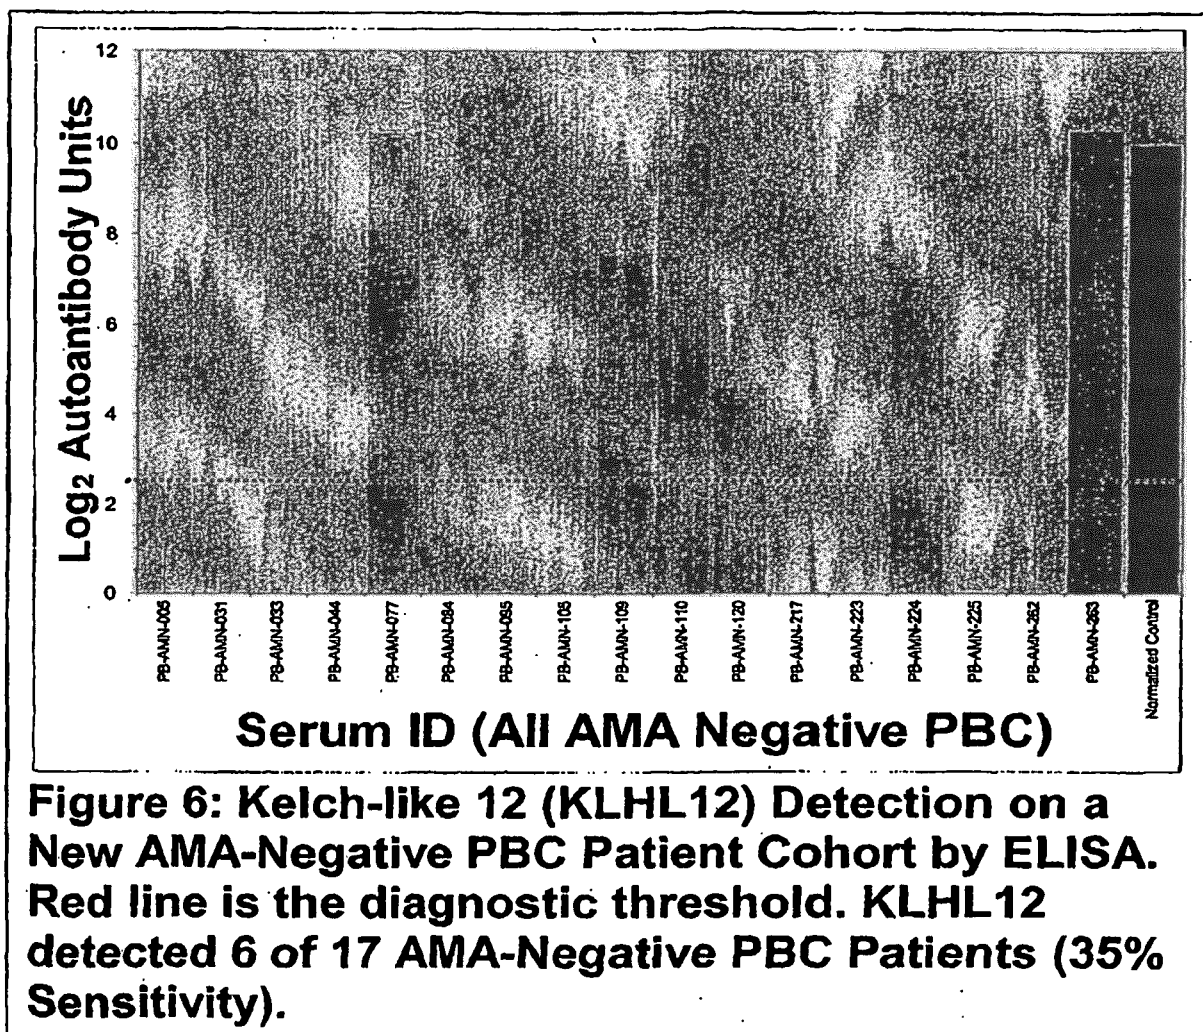 12
10
8
6
4
2
0
Log2 Autoantibody Units
PB-AMN-005
PB-AMN-031
PB-AMN-033
PB-AMN-044
PB-AMN-077
PB-AMN-084
PB-AMN-095
PB-AMN-105
PB-AMN-109
PB-AMN-110
PB-AMN-120
PB-AMN-217
PB-AMN-223
PB-AMN-224
PB-AMN-225
PB-AMN-262
PB-AMN-263
Normalized Control
Serum ID (All AMA Negative PBC)
Figure 6: Kelch-like 12 (KLHL12) Detection on a
New AMA-Negative PBC Patient Cohort by ELISA.
Red line is the diagnostic threshold. KLHL12
detected 6 of 17 AMA-Negative PBC Patients (35%
Sensitivity).